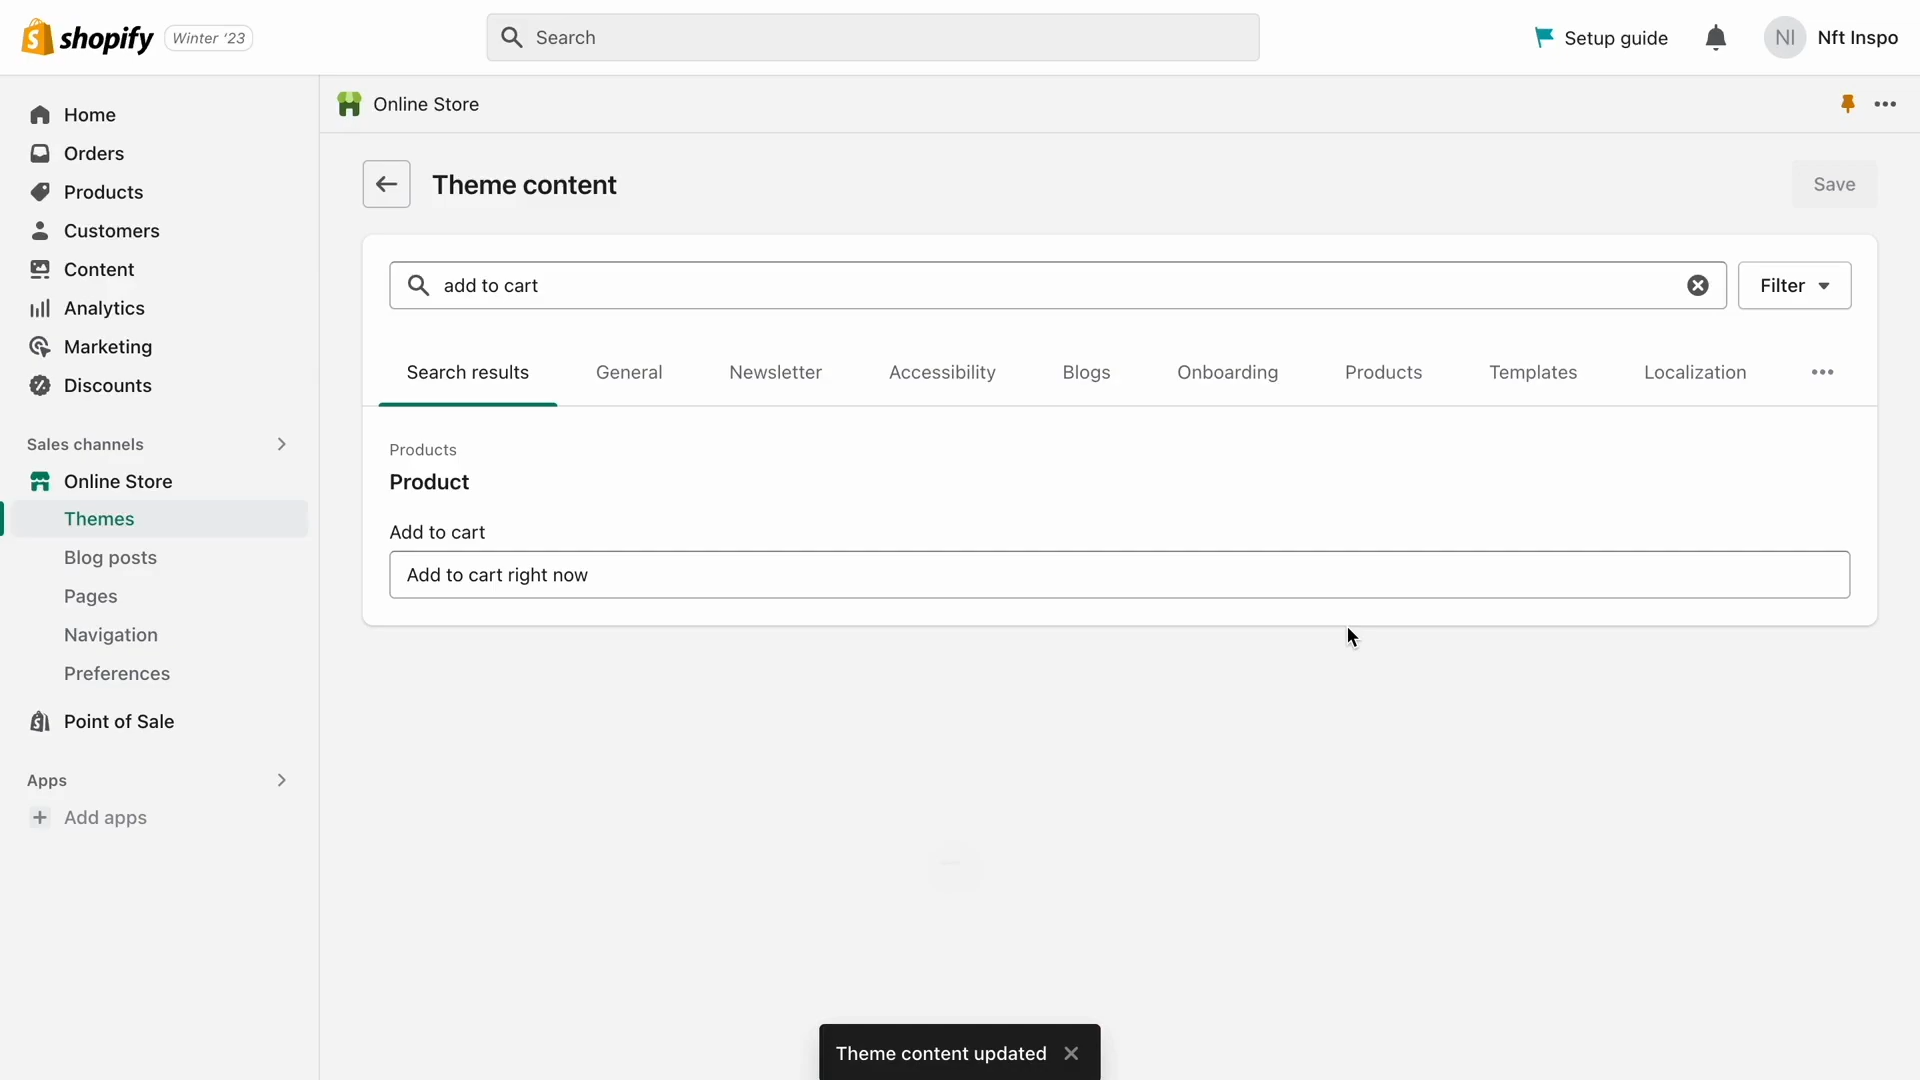 shopify
Winter ‘23
Search
Setup guide
NI
Nft Inspo
Home
Orders
Products
Customers
Content
Analytics
Marketing
Discounts
Sales channels
Online Store
Themes
Blog posts
Pages
Navigation
Preferences
Point of Sale
Apps
Add apps
Online Store
Theme content
Save
add to cart
Filter
Search results
General
Newsletter
Accessibility
Blogs
Onboarding
Products
Templates
Localization
Products
Product
Add to cart
Add to cart right now
Theme content updated